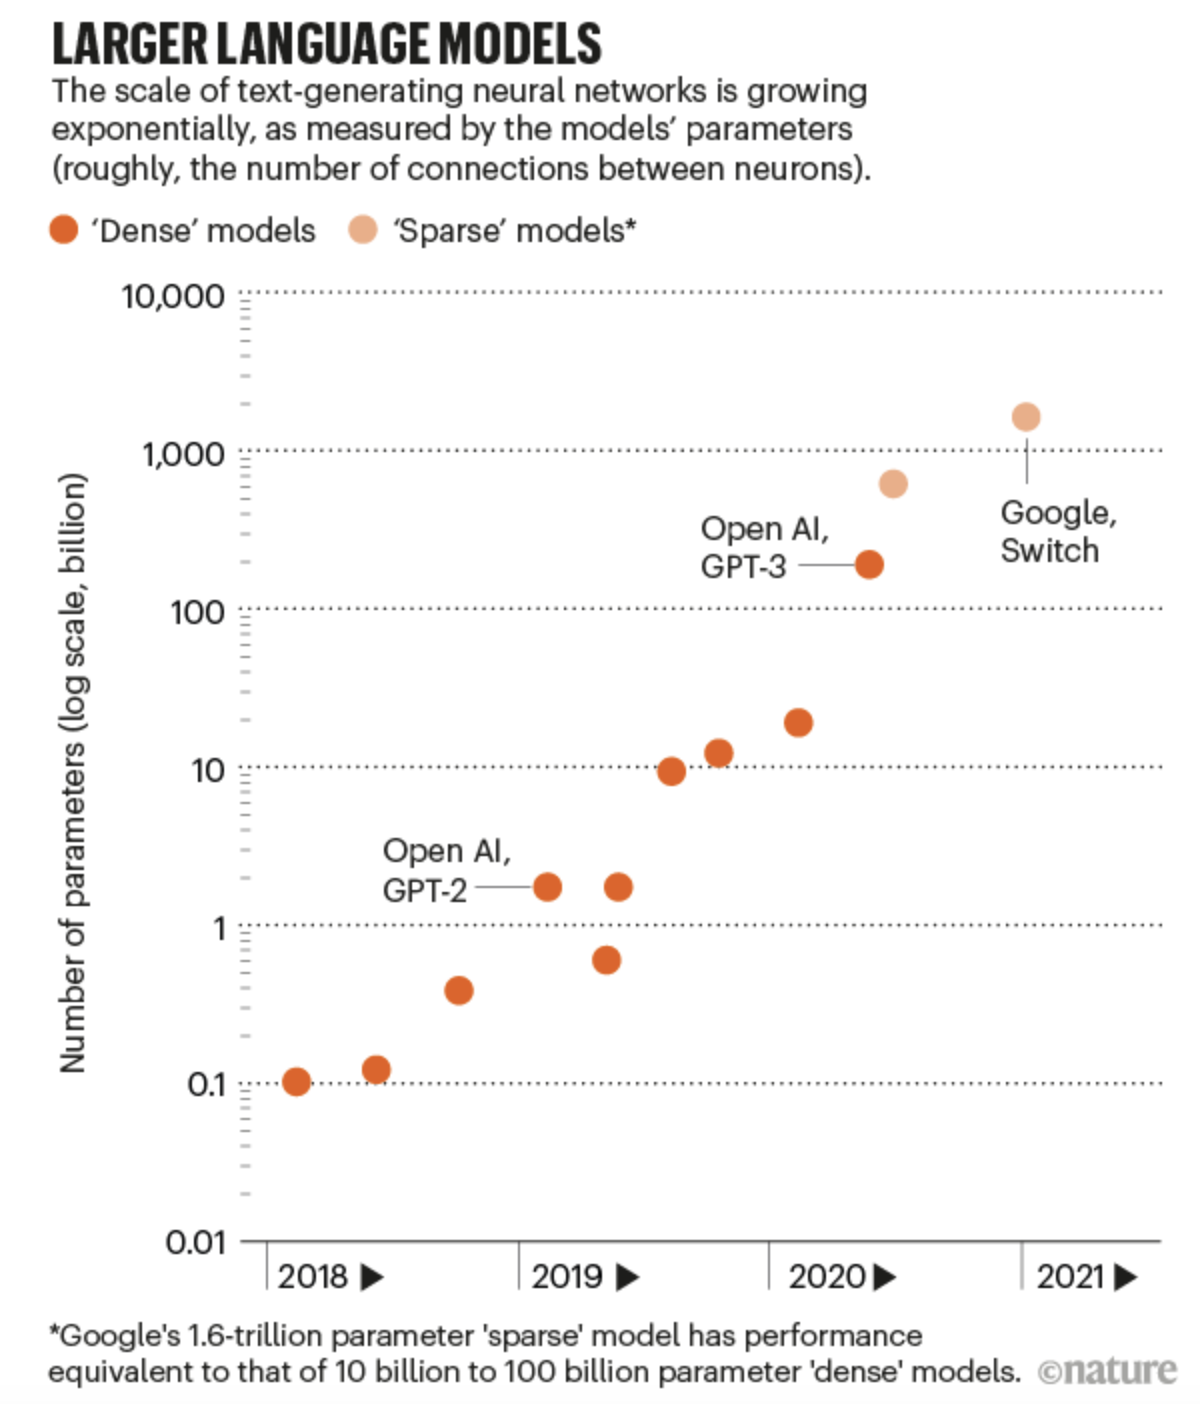 LARGER LANGUAGE MODELS
The scale of text-generating neural networks is growing
exponentially, as measured by the models’ parameters
(roughly, the number of connections between neurons).
‘Dense’ models ‘Sparse’ models*
10,000
1,000
100
10
1
0.1
0.01
Number of parameters (log scale, billion)
Google,
Switch
Open AI,
GPT-3
Open AI,
GPT-2
2018 ▶ 2019 ▶ 2020 ▶ 2021 ▶
*Google's 1.6-trillion parameter 'sparse' model has performance
equivalent to that of 10 billion to 100 billion parameter 'dense' models. ©nature